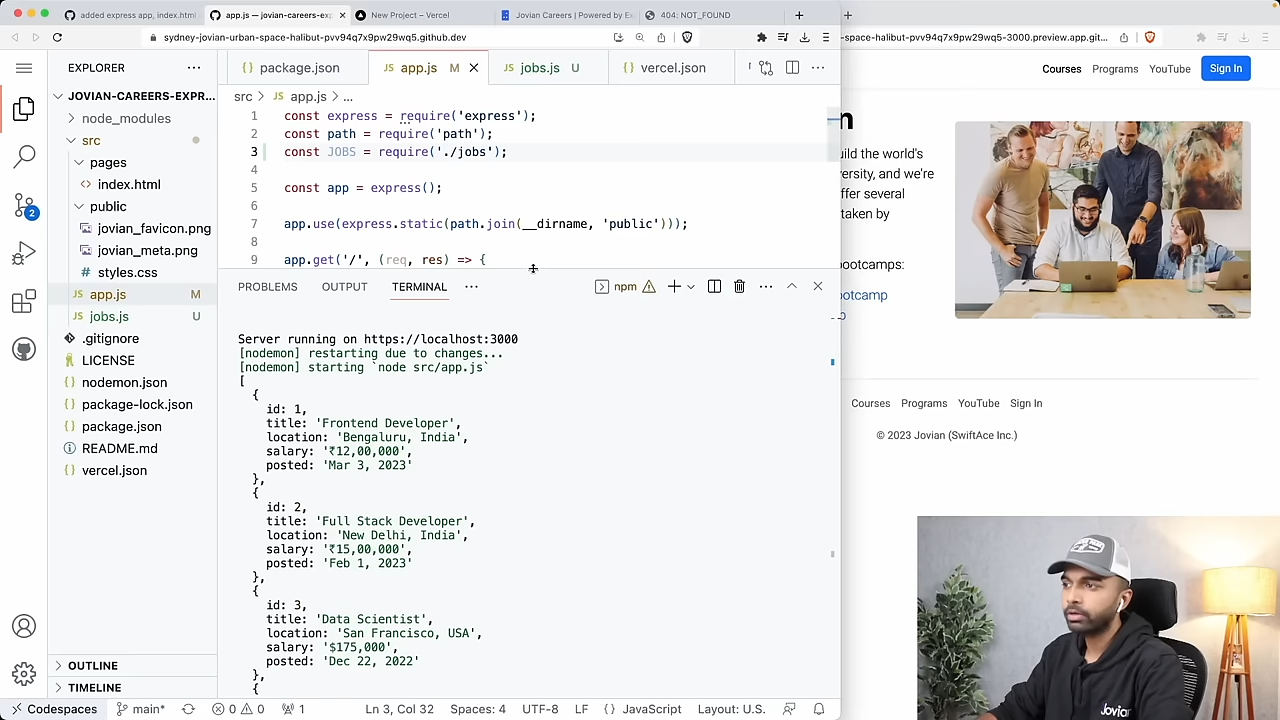 added express app, index.html
app.js — jovian-careers-exp
New Project – Vercel
Jovian Careers | Powered by Ex
404: NOT_FOUND
sydney-jovian-urban-space-halibut-pvv94q7x9pw29wq5.github.dev
-space-halibut-pvv94q7x9pw29wq5-3000.preview.app.git...
EXPLORER
JOVIAN-CAREERS-EXPR...
node_modules
src
pages
index.html
public
jovian_favicon.png
jovian_meta.png
styles.css
JS app.js M
JS jobs.js U
.gitignore
LICENSE
{} nodemon.json
{} package-lock.json
{} package.json
README.md
{} vercel.json
OUTLINE
TIMELINE
2
{} package.json
JS app.js M
JS jobs.js U
{} vercel.json
src > JS app.js > ...
1 const express = require('express');
2 const path = require('path');
3 const JOBS = require('./jobs');
4
5 const app = express();
6
7 app.use(express.static(path.join(__dirname, 'public')));
8
9 app.get('/', (req, res) => {
PROBLEMS OUTPUT TERMINAL
npm
Server running on https://localhost:3000
[nodemon] restarting due to changes...
[nodemon] starting `node src/app.js`
[
{
id: 1,
title: 'Frontend Developer',
location: 'Bengaluru, India',
salary: '₹12,00,000',
posted: 'Mar 3, 2023'
},
{
id: 2,
title: 'Full Stack Developer',
location: 'New Delhi, India',
salary: '₹15,00,000',
posted: 'Feb 1, 2023'
},
{
id: 3,
title: 'Data Scientist',
location: 'San Francisco, USA',
salary: '$175,000',
posted: 'Dec 22, 2022'
},
{
Codespaces main* 0 0 1 Ln 3, Col 32 Spaces: 4 UTF-8 LF {} JavaScript Layout: U.S.
Courses Programs YouTube Sign In
n
uild the world's
versity, and we're
ffer several
taken by
ootcamps:
ootcamp
Courses Programs YouTube Sign In
© 2023 Jovian (SwiftAce Inc.)
Jovian